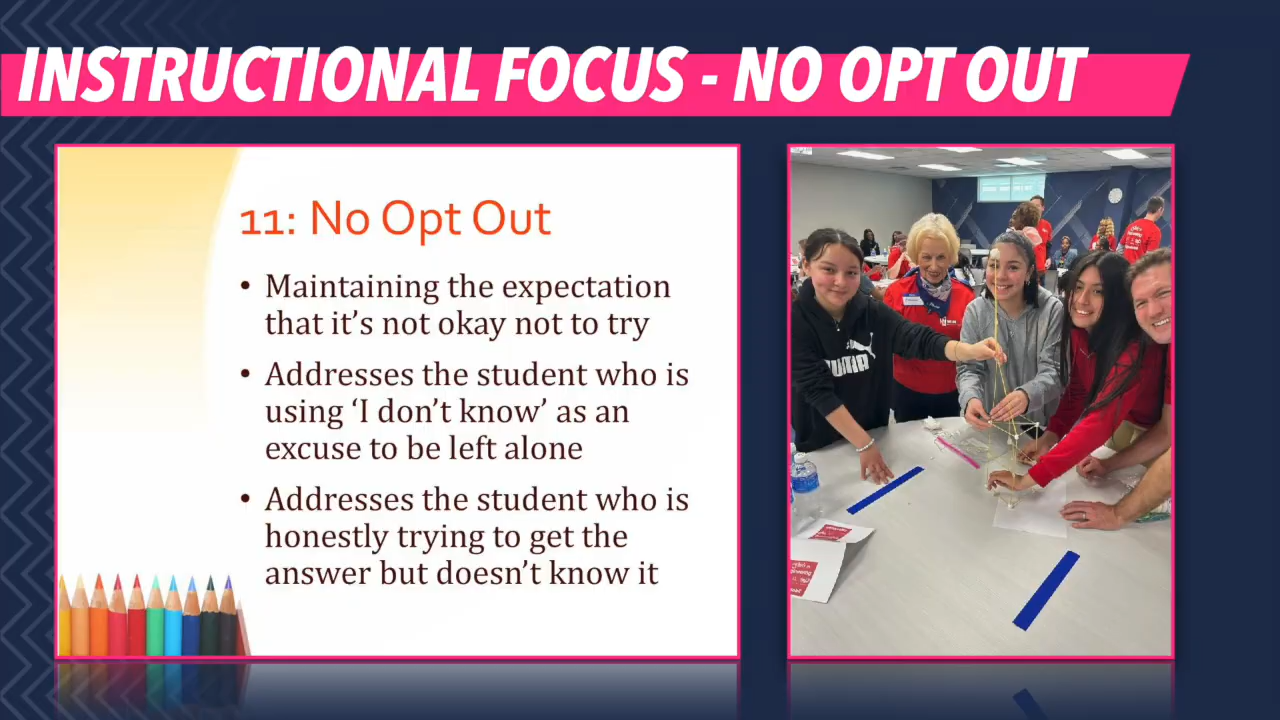 INSTRUCTIONAL FOCUS - NO OPT OUT
11: No Opt Out
• Maintaining the expectation
that it's not okay not to try
• Addresses the student who is
using ‘I don’t know’ as an
excuse to be left alone
• Addresses the student who is
honestly trying to get the
answer but doesn’t know it
PUMA